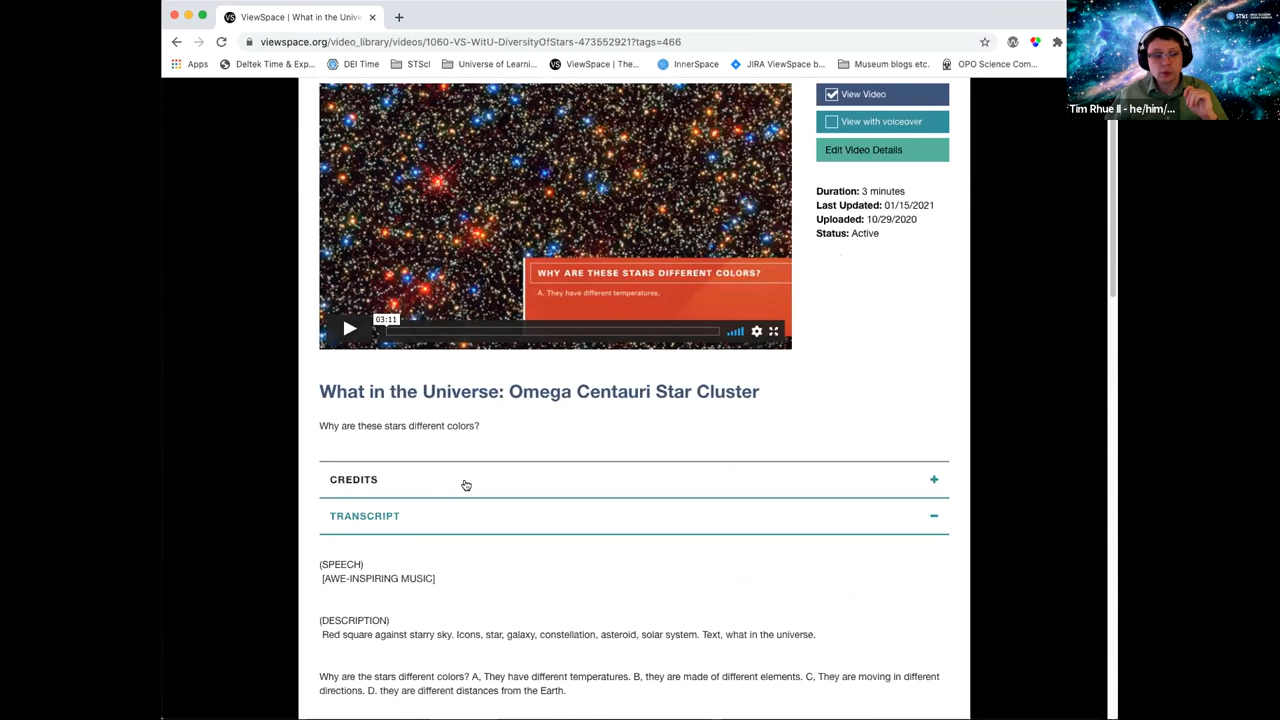 ViewSpace | What in the Unive
viewspace.org/video_library/videos/1060-VS-WitU-DiversityOfStars-473552921?tags=466
Apps
Deltek Time & Exp...
DEI Time
STScI
Universe of Learni...
ViewSpace | The...
InnerSpace
JIRA ViewSpace b...
Museum blogs etc.
OPO Science Com...
STScI
Tim Rhue II - he/him/...
View Video
View with voiceover
Edit Video Details
Duration: 3 minutes
Last Updated: 01/15/2021
Uploaded: 10/29/2020
Status: Active
WHY ARE THESE STARS DIFFERENT COLORS?
A. They have different temperatures.
03:11
What in the Universe: Omega Centauri Star Cluster
Why are these stars different colors?
CREDITS
TRANSCRIPT
(SPEECH)
[AWE-INSPIRING MUSIC]
(DESCRIPTION)
Red square against starry sky. Icons, star, galaxy, constellation, asteroid, solar system. Text, what in the universe.
Why are the stars different colors? A, They have different temperatures. B, they are made of different elements. C, They are moving in different
directions. D. they are different distances from the Earth.